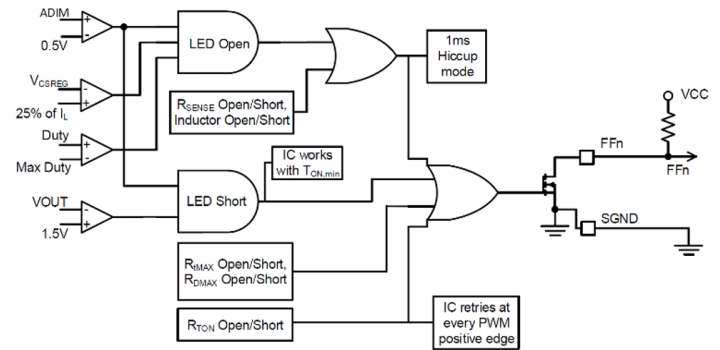 ADIM
+
-
0.5V
LED Open
1ms
Hiccup
mode
VCC
VCSREG
-
+
25% of IL
RSENSE Open/Short,
Inductor Open/Short
FFn
FFn
Duty
+
-
Max Duty
IC works
with TON,min
VOUT
-
+
1.5V
LED Short
SGND
RtMAX Open/Short,
RDMAX Open/Short
RTON Open/Short
IC retries at
every PWM
positive edge